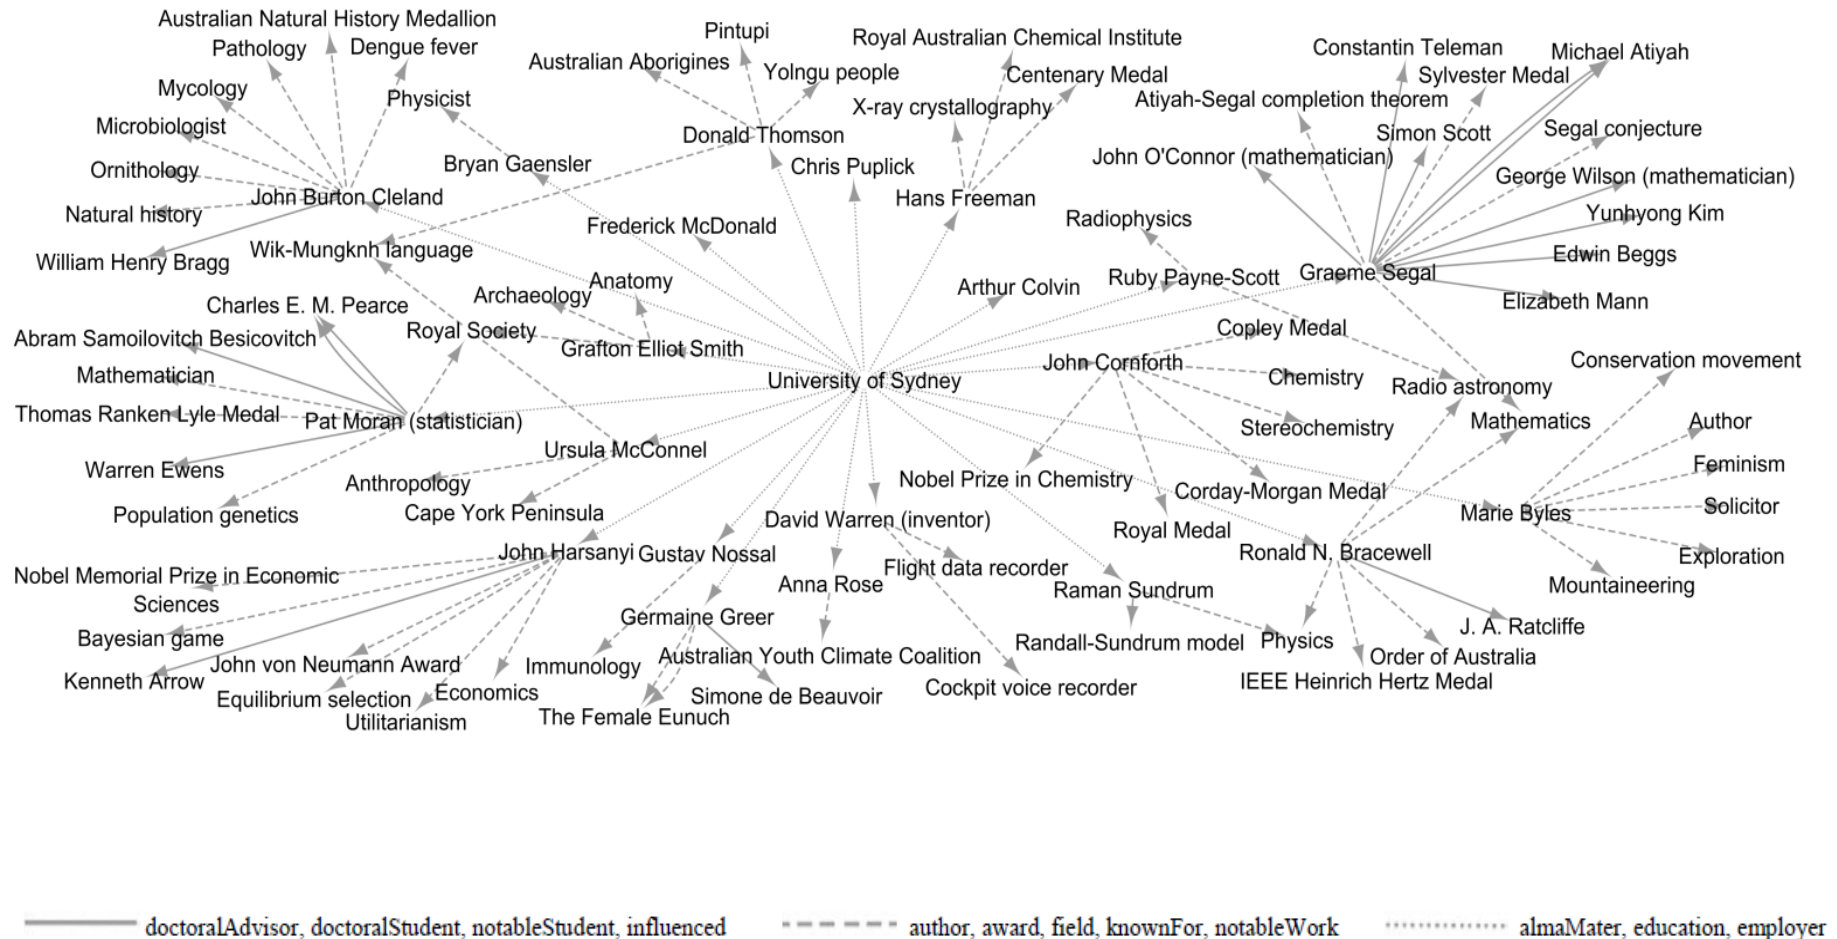 Australian Natural History Medallion
Pathology
Dengue fever
Mycology
Physicist
Microbiologist
Ornithology
Bryan Gaensler
John Burton Cleland
Natural history
William Henry Bragg
Wik-Mungknh language
Pintupi
Australian Aborigines
Yolngu people
Donald Thomson
Chris Puplick
Frederick McDonald
Royal Australian Chemical Institute
Centenary Medal
X-ray crystallography
Hans Freeman
Constantin Teleman
Michael Atiyah
Sylvester Medal
Atiyah-Segal completion theorem
Simon Scott
Segal conjecture
John O'Connor (mathematician)
George Wilson (mathematician)
Yunhyong Kim
Radiophysics
Edwin Beggs
Graeme Segal
Ruby Payne-Scott
Elizabeth Mann
Arthur Colvin
Anatomy
Archaeology
Charles E. M. Pearce
Royal Society
Abram Samoilovitch Besicovitch
Grafton Elliot Smith
Mathematician
Thomas Ranken Lyle Medal
Pat Moran (statistician)
University of Sydney
Copley Medal
John Cornforth
Chemistry
Radio astronomy
Conservation movement
Stereochemistry
Mathematics
Author
Warren Ewens
Ursula McConnel
Anthropology
Population genetics
Cape York Peninsula
Nobel Prize in Chemistry
Corday-Morgan Medal
Feminism
Solicitor
Marie Byles
Royal Medal
David Warren (inventor)
John Harsanyi
Gustav Nossal
Ronald N. Bracewell
Exploration
Flight data recorder
Mountaineering
Nobel Memorial Prize in Economic
Sciences
Anna Rose
Raman Sundrum
Germaine Greer
J. A. Ratcliffe
Bayesian game
Randall-Sundrum model
Physics
Order of Australia
John von Neumann Award
Immunology
Australian Youth Climate Coalition
Kenneth Arrow
Equilibrium selection
Economics
Simone de Beauvoir
Cockpit voice recorder
IEEE Heinrich Hertz Medal
Utilitarianism
The Female Eunuch
doctoralAdvisor, doctoralStudent, notableStudent, influenced
author, award, field, knownFor, notableWork
almaMater, education, employer